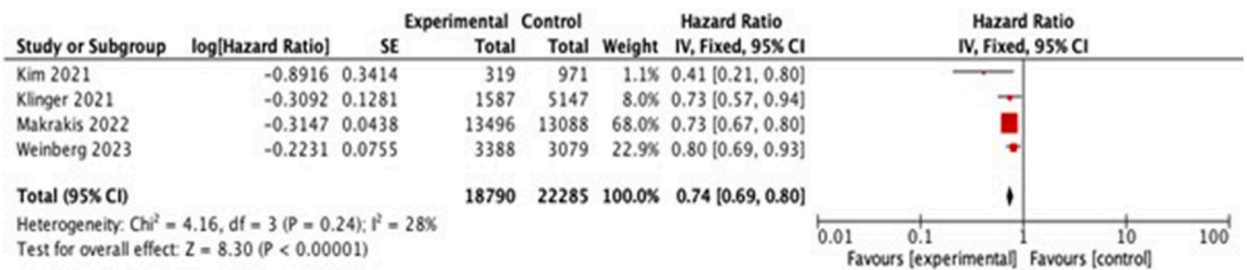 Experimental Control Hazard Ratio Hazard Ratio
Study or Subgroup log[Hazard Ratio] SE Total Total Weight IV, Fixed, 95% CI IV, Fixed, 95% CI
Kim 2021 -0.8916 0.3414 319 971 1.1% 0.41 [0.21, 0.80]
Klinger 2021 -0.3092 0.1281 1587 5147 8.0% 0.73 [0.57, 0.94]
Makrakis 2022 -0.3147 0.0438 13496 13088 68.0% 0.73 [0.67, 0.80]
Weinberg 2023 -0.2231 0.0755 3388 3079 22.9% 0.80 [0.69, 0.93]
Total (95% CI) 18790 22285 100.0% 0.74 [0.69, 0.80]
Heterogeneity: Chi² = 4.16, df = 3 (P = 0.24); I² = 28%
Test for overall effect: Z = 8.30 (P < 0.00001)
0.01 0.1 1 10 100
Favours [experimental] Favours [control]